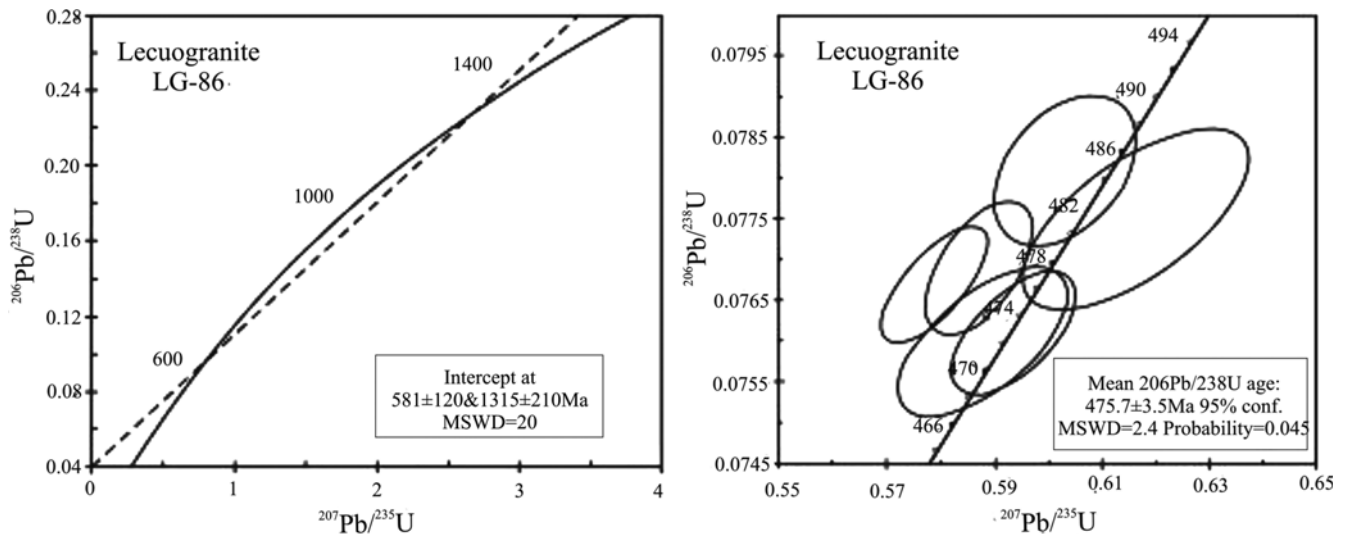 0.28
0.24
0.20
0.16
0.12
0.08
0.04
206Pb/238U
Lecuogranite
LG-86
1400
1000
600
Intercept at
581±120&1315±210Ma
MSWD=20
0 1 2 3 4
207Pb/235U
0.0795
0.0785
0.0775
0.0765
0.0755
0.0745
206Pb/238U
Lecuogranite
LG-86
494
490
486
482
478
474
470
466
Mean 206Pb/238U age:
475.7±3.5Ma 95% conf.
MSWD=2.4 Probability=0.045
0.55 0.57 0.59 0.61 0.63 0.65
207Pb/235U